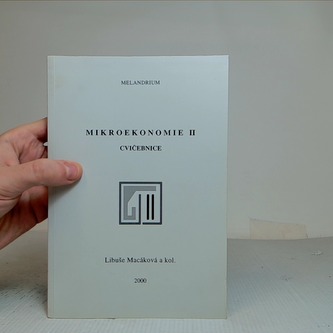 MELANDRIUM
MIKROEKONOMIE II
CVIČEBNICE
Libuše Macáková a kol.
2000